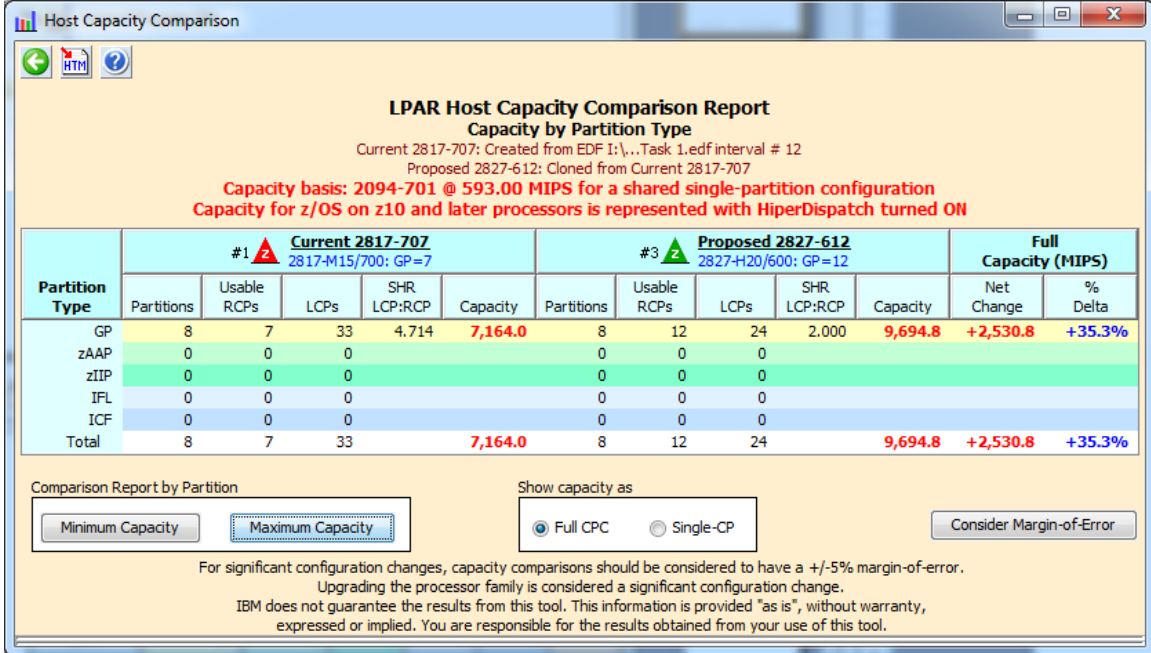 Host Capacity Comparison
HTM
LPAR Host Capacity Comparison Report
Capacity by Partition Type
Current 2817-707: Created from EDF I:\...Task 1.edf interval # 12
Proposed 2827-612: Cloned from Current 2817-707
Capacity basis: 2094-701 @ 593.00 MIPS for a shared single-partition configuration
Capacity for z/OS on z10 and later processors is represented with HiperDispatch turned ON
#1 z Current 2817-707 #3 z Proposed 2827-612 Full
2817-M15/700: GP=7 2827-H20/600: GP=12 Capacity (MIPS)
Partition Usable SHR Usable SHR Net %
Type Partitions RCPs LCPs LCP:RCP Capacity Partitions RCPs LCPs LCP:RCP Capacity Change Delta
GP 8 7 33 4.714 7,164.0 8 12 24 2.000 9,694.8 +2,530.8 +35.3%
zAAP 0 0 0 0 0 0
zIIP 0 0 0 0 0 0
IFL 0 0 0 0 0 0
ICF 0 0 0 0 0 0
Total 8 7 33 7,164.0 8 12 24 9,694.8 +2,530.8 +35.3%
Comparison Report by Partition Show capacity as
Minimum Capacity Maximum Capacity Full CPC Single-CP Consider Margin-of-Error
For significant configuration changes, capacity comparisons should be considered to have a +/-5% margin-of-error.
Upgrading the processor family is considered a significant configuration change.
IBM does not guarantee the results from this tool. This information is provided "as is", without warranty,
expressed or implied. You are responsible for the results obtained from your use of this tool.